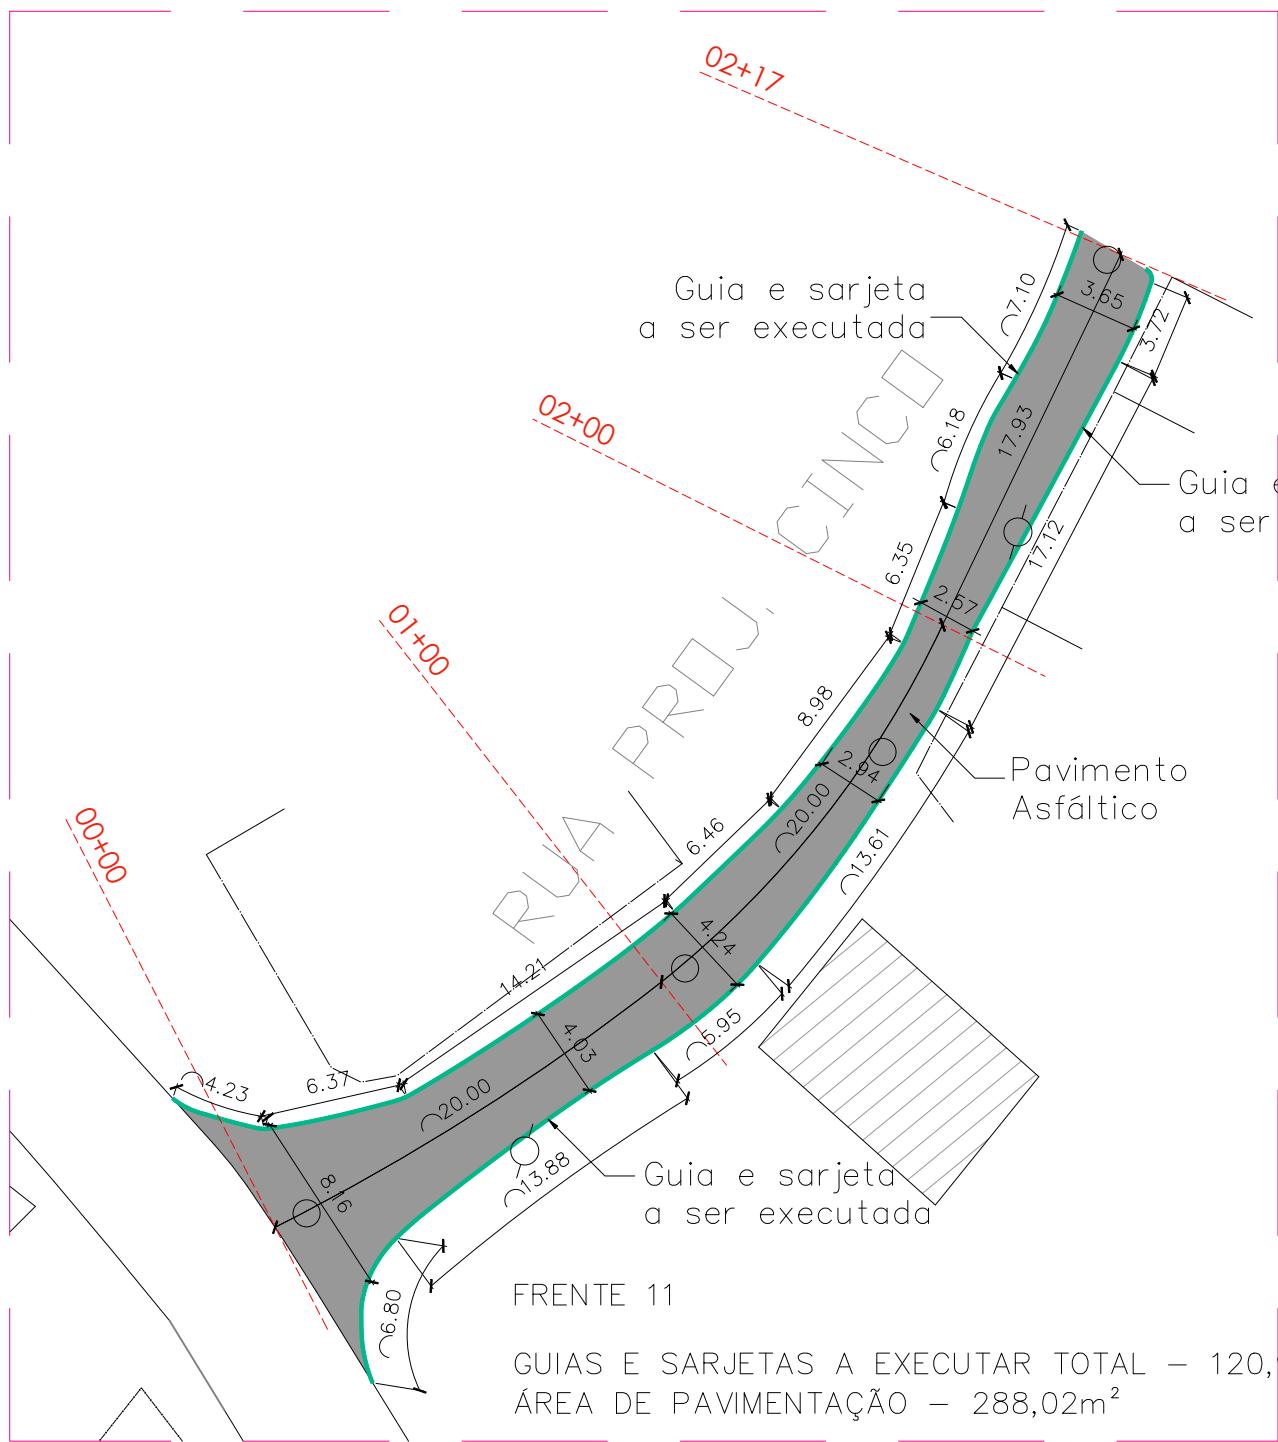 02+17
Guia e sarjeta
a ser executada
7.10
3.65
3.72
02+00
6.18
17.93
Guia e
a ser
17.12
6.35
2.57
01+00
RUA PROJ. CINCO
8.98
2.94
Pavimento
Asfáltico
20.00
6.46
13.61
00+00
4.24
14.21
4.03
5.95
4.23
6.37
20.00
13.88
8.16
Guia e sarjeta
a ser executada
6.80
FRENTE 11
GUIAS E SARJETAS A EXECUTAR TOTAL – 120,
ÁREA DE PAVIMENTAÇÃO – 288,02m²